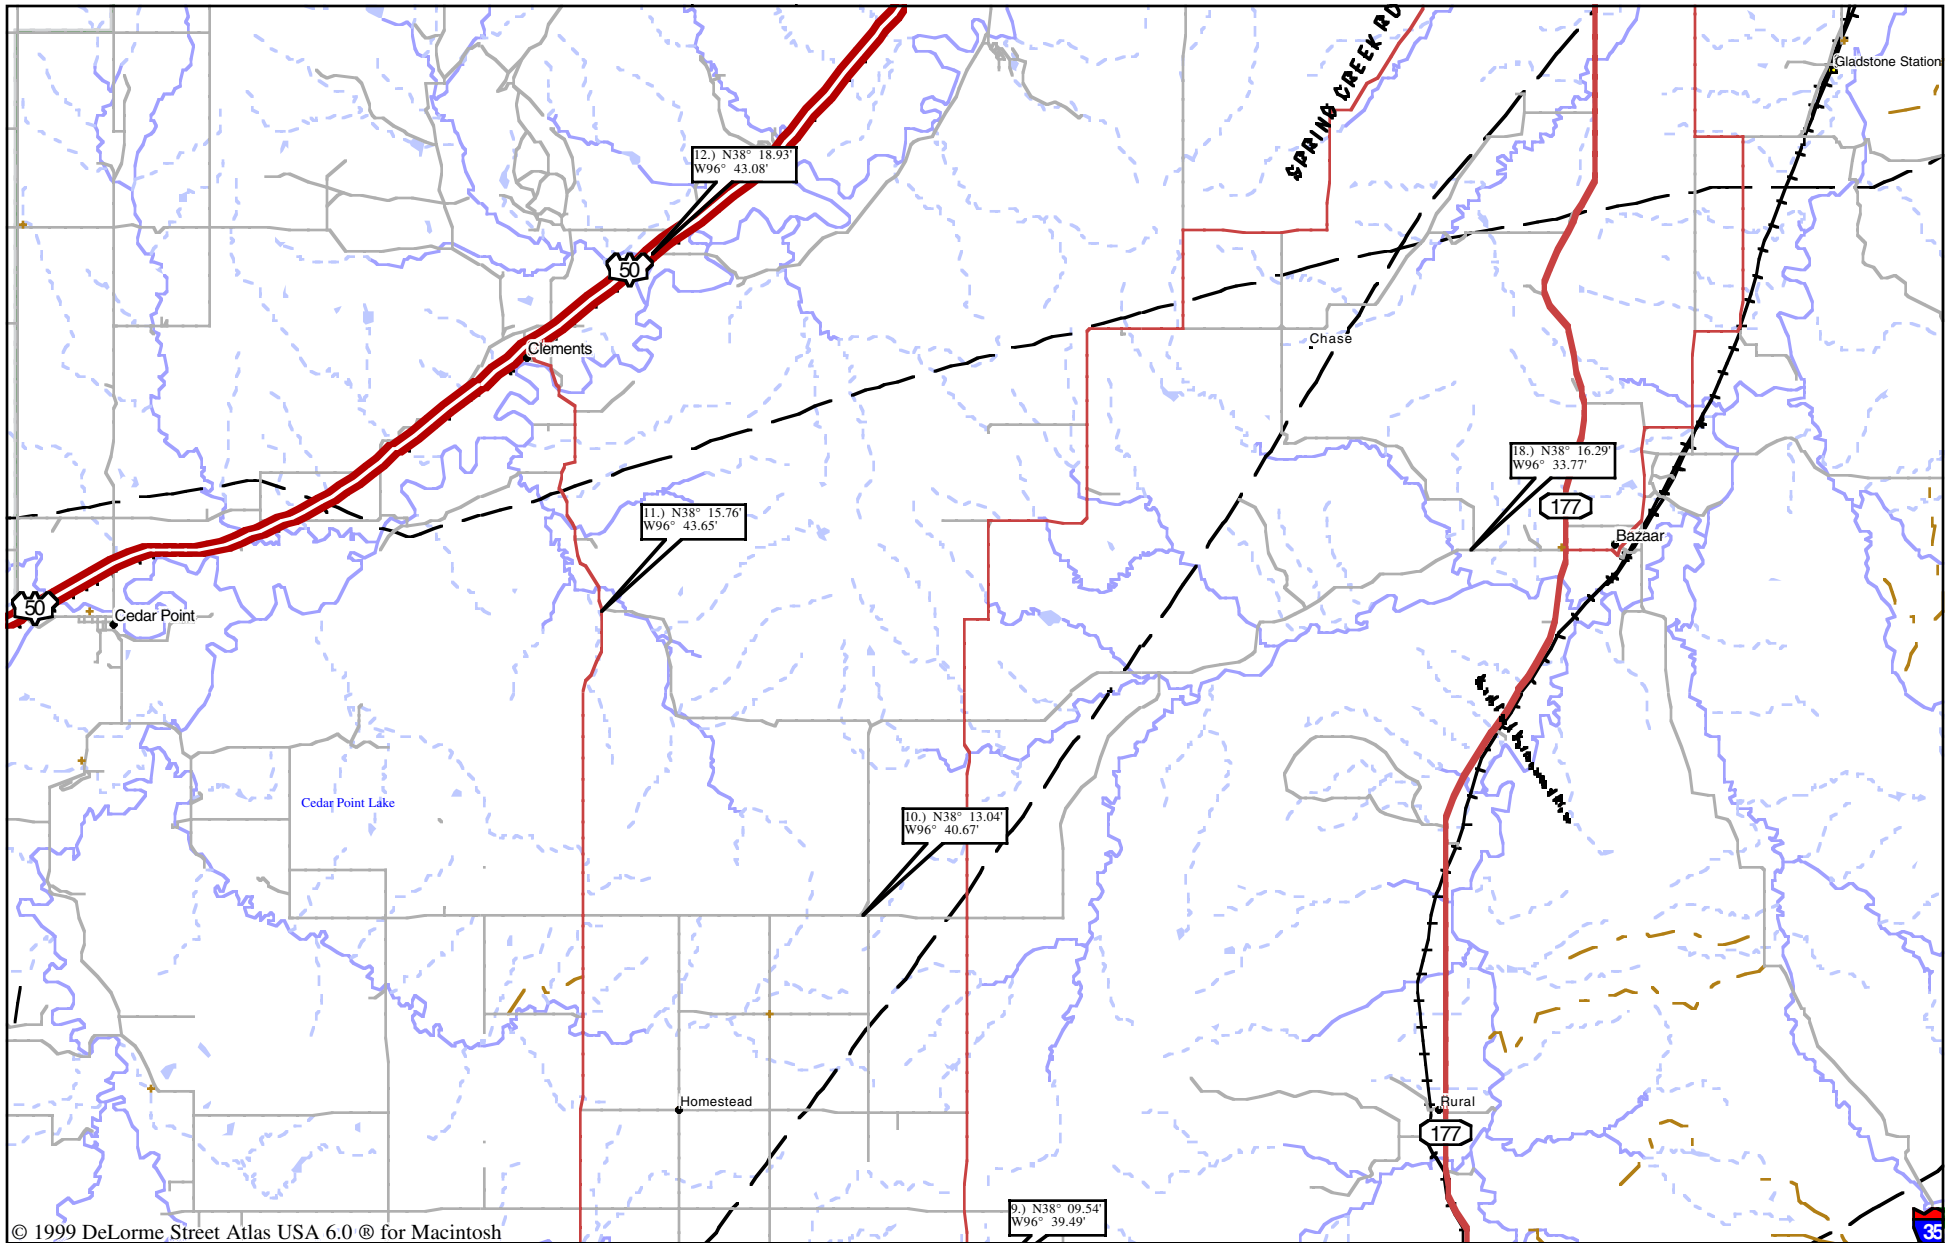 SPRING CREEK RD
Gladstone Station
12.) N38° 18.93'
W96° 43.08'
50
Clements
Chase
18.) N38° 16.29'
W96° 33.77'
177
Bazaar
11.) N38° 15.76'
W96° 43.65'
50
Cedar Point
Cedar Point Lake
10.) N38° 13.04'
W96° 40.67'
Homestead
Rural
177
9.) N38° 09.54'
W96° 39.49'
35
© 1999 DeLorme Street Atlas USA 6.0 ® for Macintosh